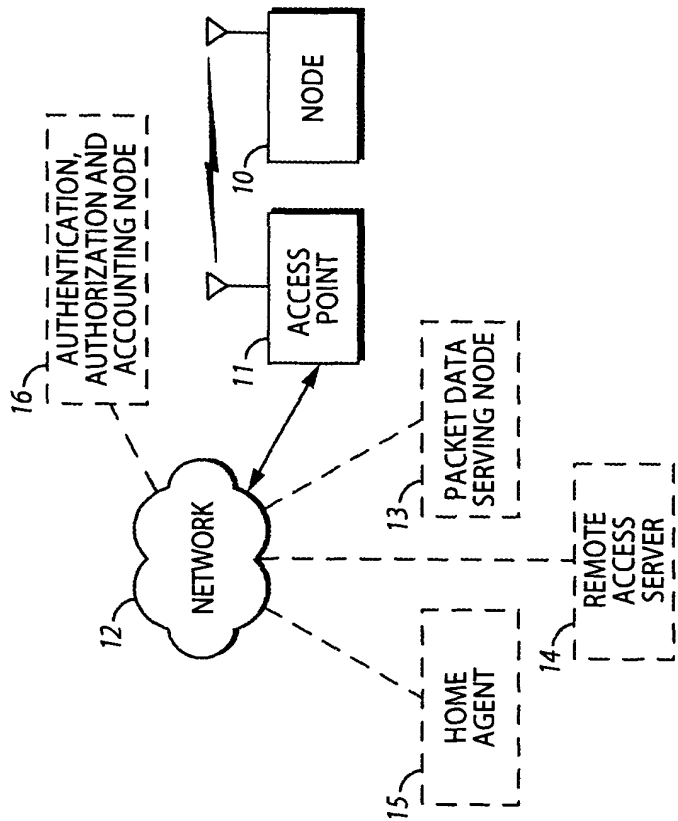 16
AUTHENTICATION,
AUTHORIZATION AND
ACCOUNTING NODE
12
NETWORK
11
ACCESS
POINT
10
NODE
15
HOME
AGENT
14
REMOTE
ACCESS
SERVER
13
PACKET DATA
SERVING NODE